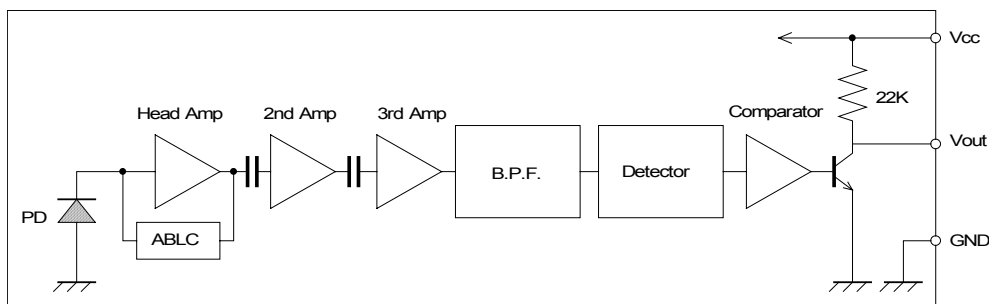 Vcc
22K
Head Amp
2nd Amp
3rd Amp
Comparator
Vout
B.P.F.
Detector
PD
ABLC
GND